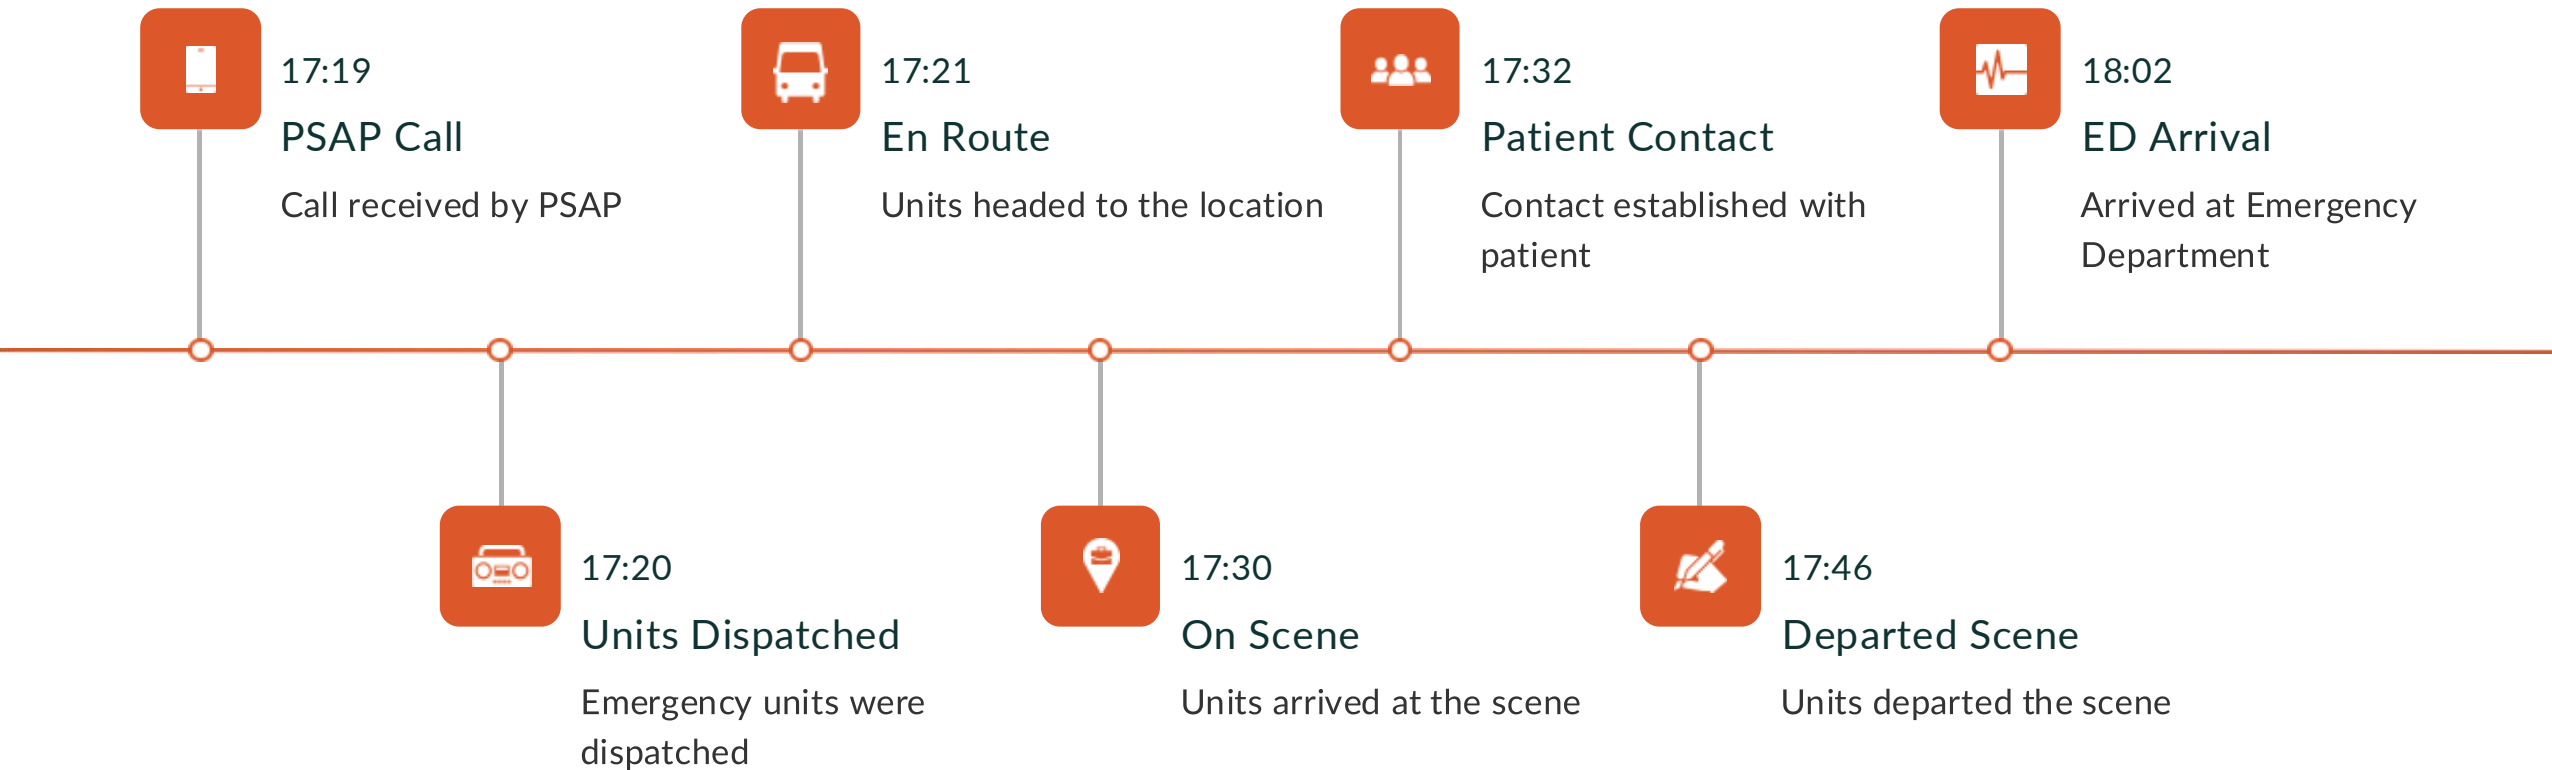 17:19
PSAP Call
Call received by PSAP
17:20
Units Dispatched
Emergency units were
dispatched
17:21
En Route
Units headed to the location
17:30
On Scene
Units arrived at the scene
17:32
Patient Contact
Contact established with
patient
17:46
Departed Scene
Units departed the scene
18:02
ED Arrival
Arrived at Emergency
Department